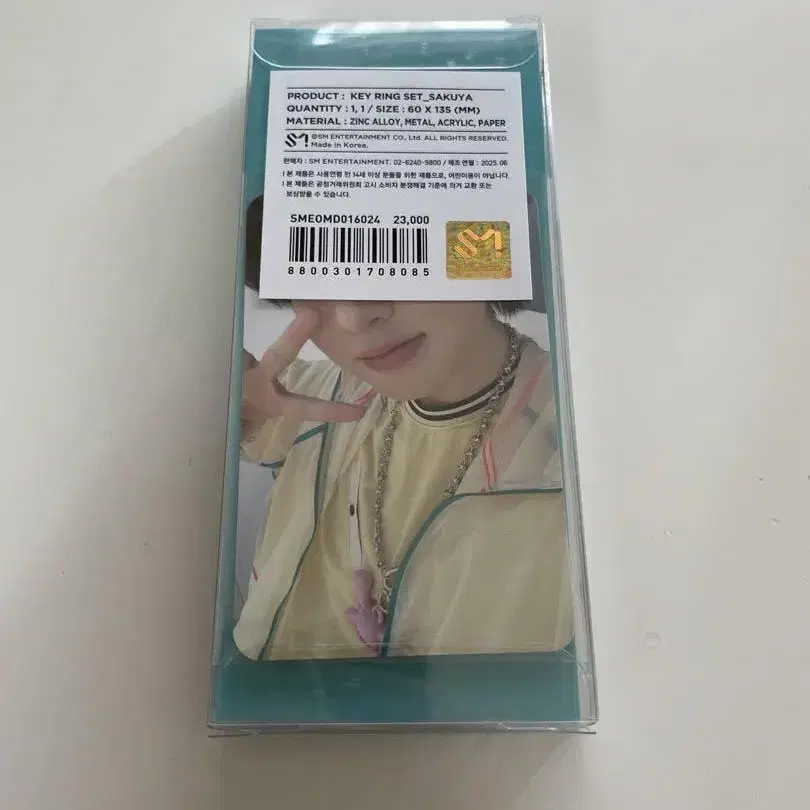 PRODUCT : KEY RING SET_SAKUYA
QUANTITY : 1, 1 / SIZE : 60 X 135 (MM)
MATERIAL : ZINC ALLOY, METAL, ACRYLIC, PAPER
SM ©SM ENTERTAINMENT CO., Ltd. ALL RIGHTS RESERVED.
Made in Korea.
판매자 : SM ENTERTAINMENT. 02-6240-9800 / 제조 연월 : 2025. 06
본 제품은 사용연령 만 14세 이상 분들을 위한 제품으로, 어린이용이 아닙니다.
본 제품은 공정거래위원회 고시 소비자 분쟁해결 기준에 의거 교환 또는
보상받을 수 있습니다.
SMEOMD016024 23,000
8800301708085
SM